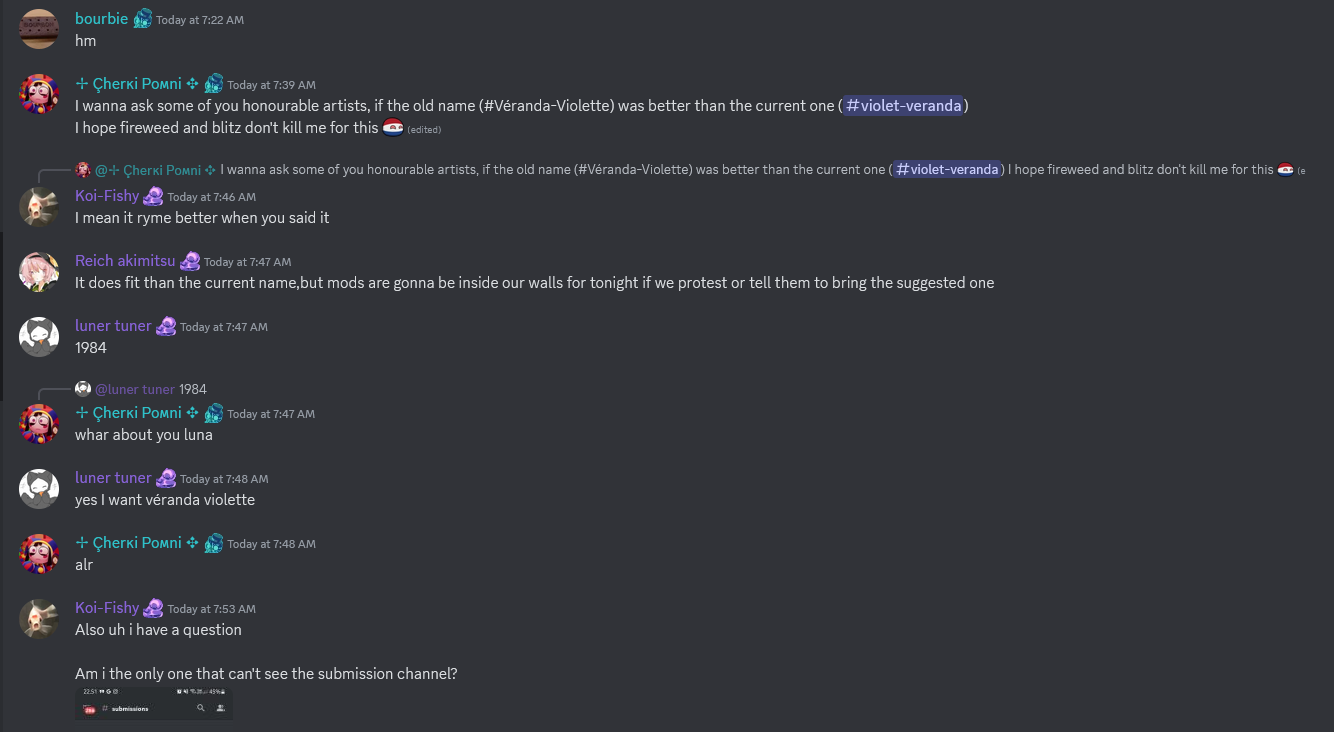 bourbie Today at 7:22 AM
hm
✢ Çherкi Poмni ✣ Today at 7:39 AM
I wanna ask some of you honourable artists, if the old name (#Véranda-Violette) was better than the current one ( #violet-veranda )
I hope fireweed and blitz don't kill me for this (edited)
@✢ Çherкi Poмni ✣ I wanna ask some of you honourable artists, if the old name (#Véranda-Violette) was better than the current one ( #violet-veranda ) I hope fireweed and blitz don't kill me for this (e
Koi-Fishy Today at 7:46 AM
I mean it ryme better when you said it
Reich akimitsu Today at 7:47 AM
It does fit than the current name,but mods are gonna be inside our walls for tonight if we protest or tell them to bring the suggested one
luner tuner Today at 7:47 AM
1984
@luner tuner 1984
✢ Çherкi Poмni ✣ Today at 7:47 AM
whar about you luna
luner tuner Today at 7:48 AM
yes I want véranda violette
✢ Çherкi Poмni ✣ Today at 7:48 AM
alr
Koi-Fishy Today at 7:53 AM
Also uh i have a question
Am i the only one that can't see the submission channel?
22.51 45%
# submissions